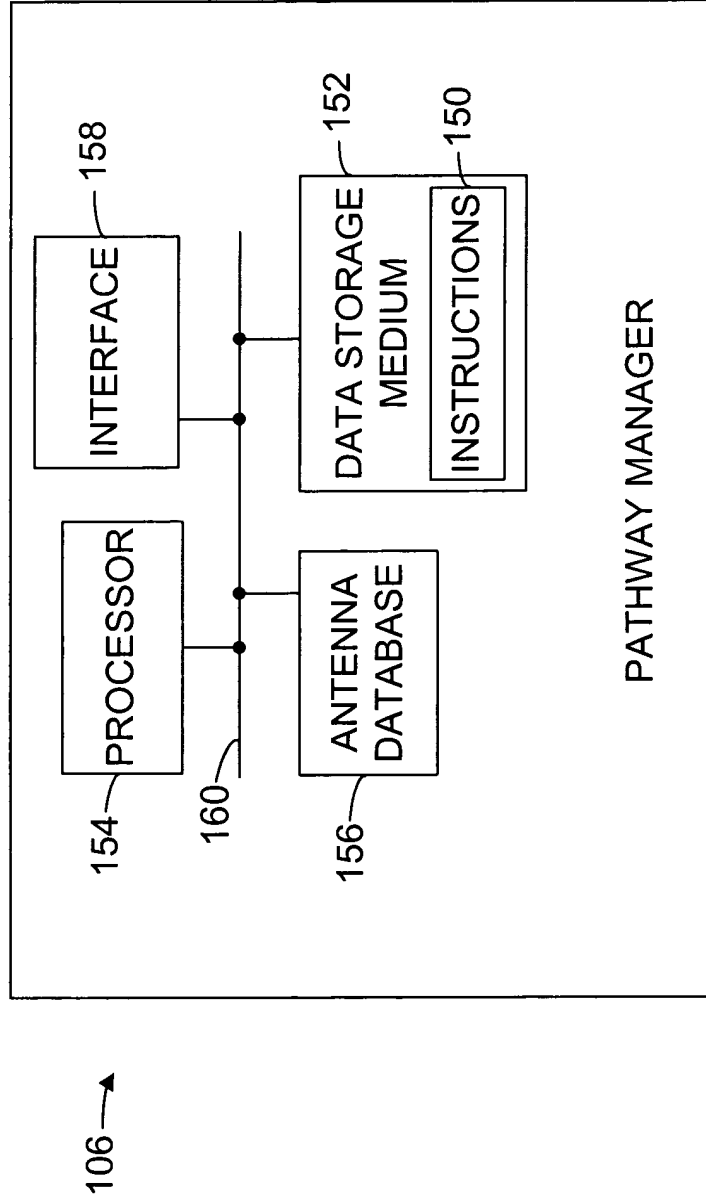 106
154
PROCESSOR
INTERFACE
158
160
156
ANTENNA
DATABASE
DATA STORAGE
MEDIUM
152
INSTRUCTIONS
150
PATHWAY MANAGER